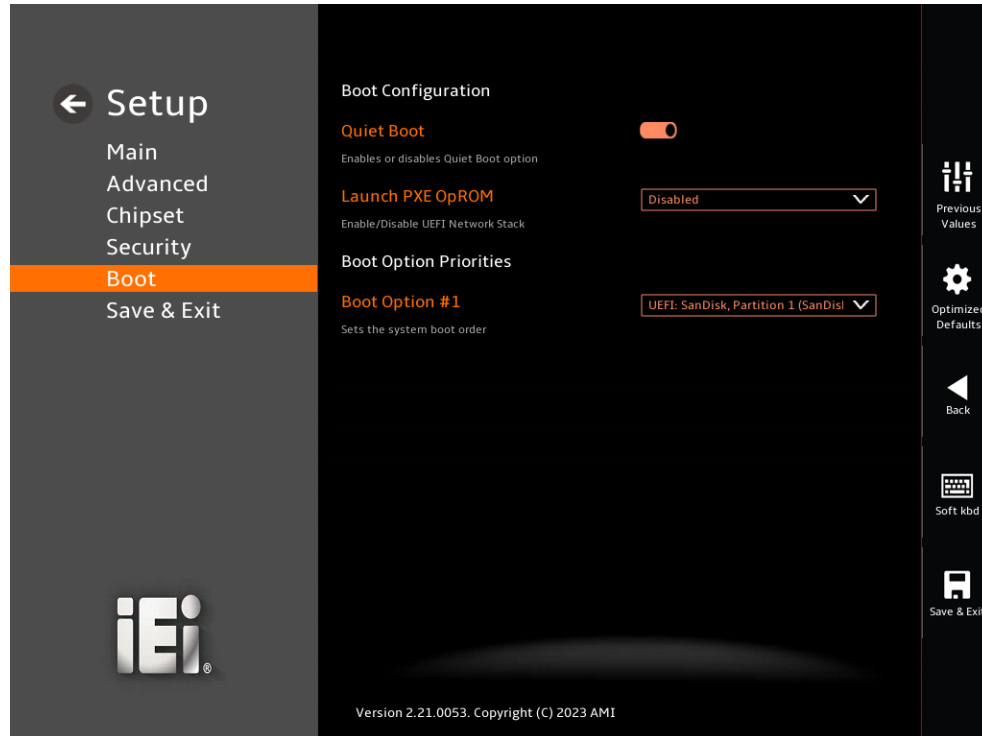 Setup
Main
Advanced
Chipset
Security
Boot
Save & Exit
iEi®
Boot Configuration
Quiet Boot
Enables or disables Quiet Boot option
Launch PXE OpROM
Disabled
Enable/Disable UEFI Network Stack
Boot Option Priorities
Boot Option #1
UEFI: SanDisk, Partition 1 (SanDisl
Sets the system boot order
Version 2.21.0053. Copyright (C) 2023 AMI
Previous
Values
Optimized
Defaults
Back
Soft kbd
Save & Exit